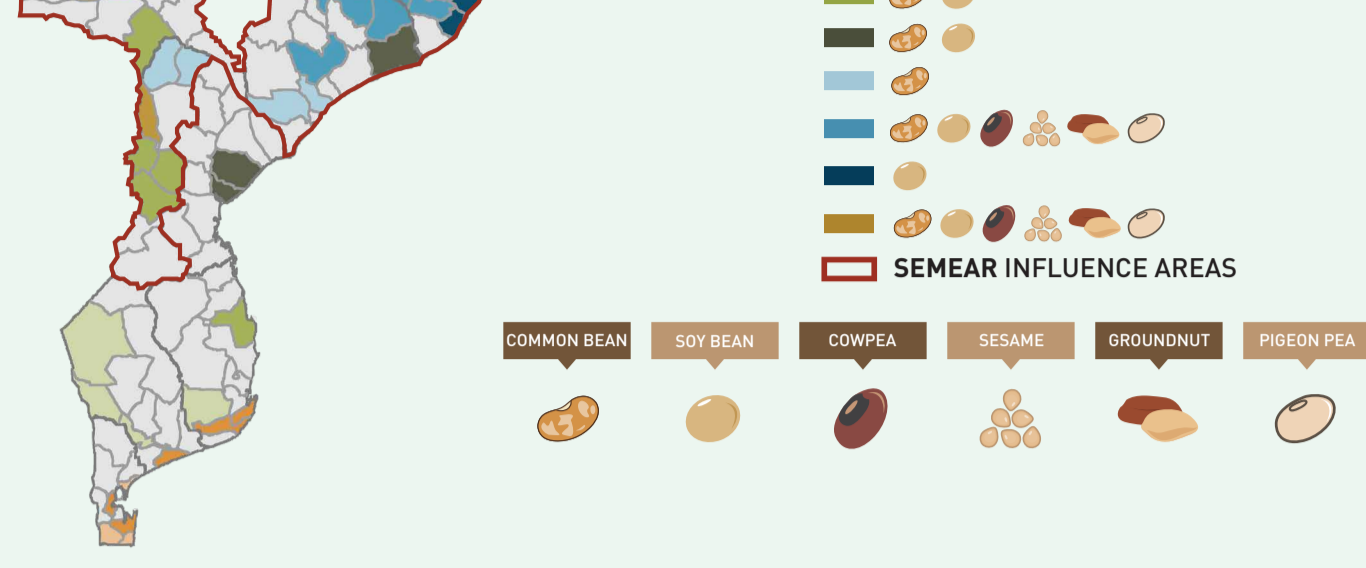 SEMEAR INFLUENCE AREAS
COMMON BEAN
SOY BEAN
COWPEA
SESAME
GROUNDNUT
PIGEON PEA